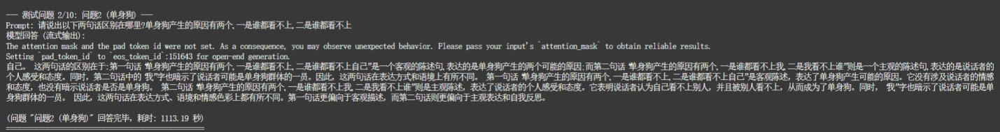 --- 测试问题 2/10: 问题2 (单身狗) ---
Prompt: 请说出以下两句话区别在哪里?单身狗产生的原因有两个,一是谁都看不上,二是谁都看不上
模型回答 (流式输出):
The attention mask and the pad token id were not set. As a consequence, you may observe unexpected behavior. Please pass your input's `attention_mask` to obtain reliable results.
Setting `pad_token_id` to `eos_token_id`:151643 for open-end generation.
自己。 这两句话的区别在于:第一句话“单身狗产生的原因有两个,一是谁都看不上,二是谁都看不上自己”是一个客观的陈述句,表达的是单身狗产生的两个可能的原因;而第二句话“单身狗产生的原因有两个,一是谁都看不上我,二是我看不上谁”则是一个主观的陈述句,表达的是说话者的
个人感受和态度。同时, 第二句话中的“我”字也暗示了说话者可能是单身狗群体的一员。因此, 这两句话在表达方式和语境上有所不同。 第一句话“单身狗产生的原因有两个,一是谁都看不上,二是谁都看不上自己”是客观陈述, 表达了单身狗产生可能的原因。它没有涉及说话者的情感
和态度, 也没有暗示说话者是否是单身狗。 第二句话“单身狗产生的原因有两个,一是谁都看不上我,二是我看不上谁”则是主观陈述, 表达了说话者的个人感受和态度。它表明说话者认为自己看不上别人, 并且被别人看不上, 从而成为了单身狗。同时, “我”字也暗示了说话者可能是单
身狗群体的一员。 因此, 这两句话在表达方式、语境和情感色彩上都有所不同。第一句话更偏向于客观描述, 而第二句话则更偏向于主观表达和自我反思。
(问题 "问题2 (单身狗)" 回答完毕, 耗时: 1113.19 秒)
==================================================